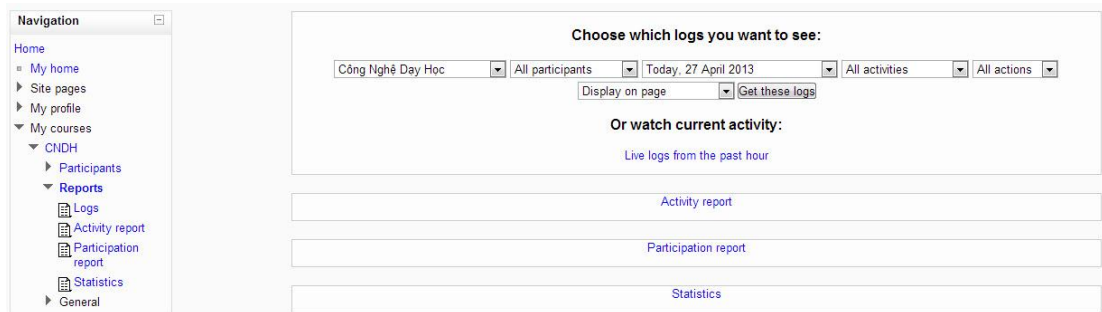 Navigation
Home
My home
Site pages
My profile
My courses
CNDH
Participants
Reports
Logs
Activity report
Participation
report
Statistics
General
Choose which logs you want to see:
Công Nghệ Dạy Học All participants Today, 27 April 2013 All activities All actions
Display on page Get these logs
Or watch current activity:
Live logs from the past hour
Activity report
Participation report
Statistics